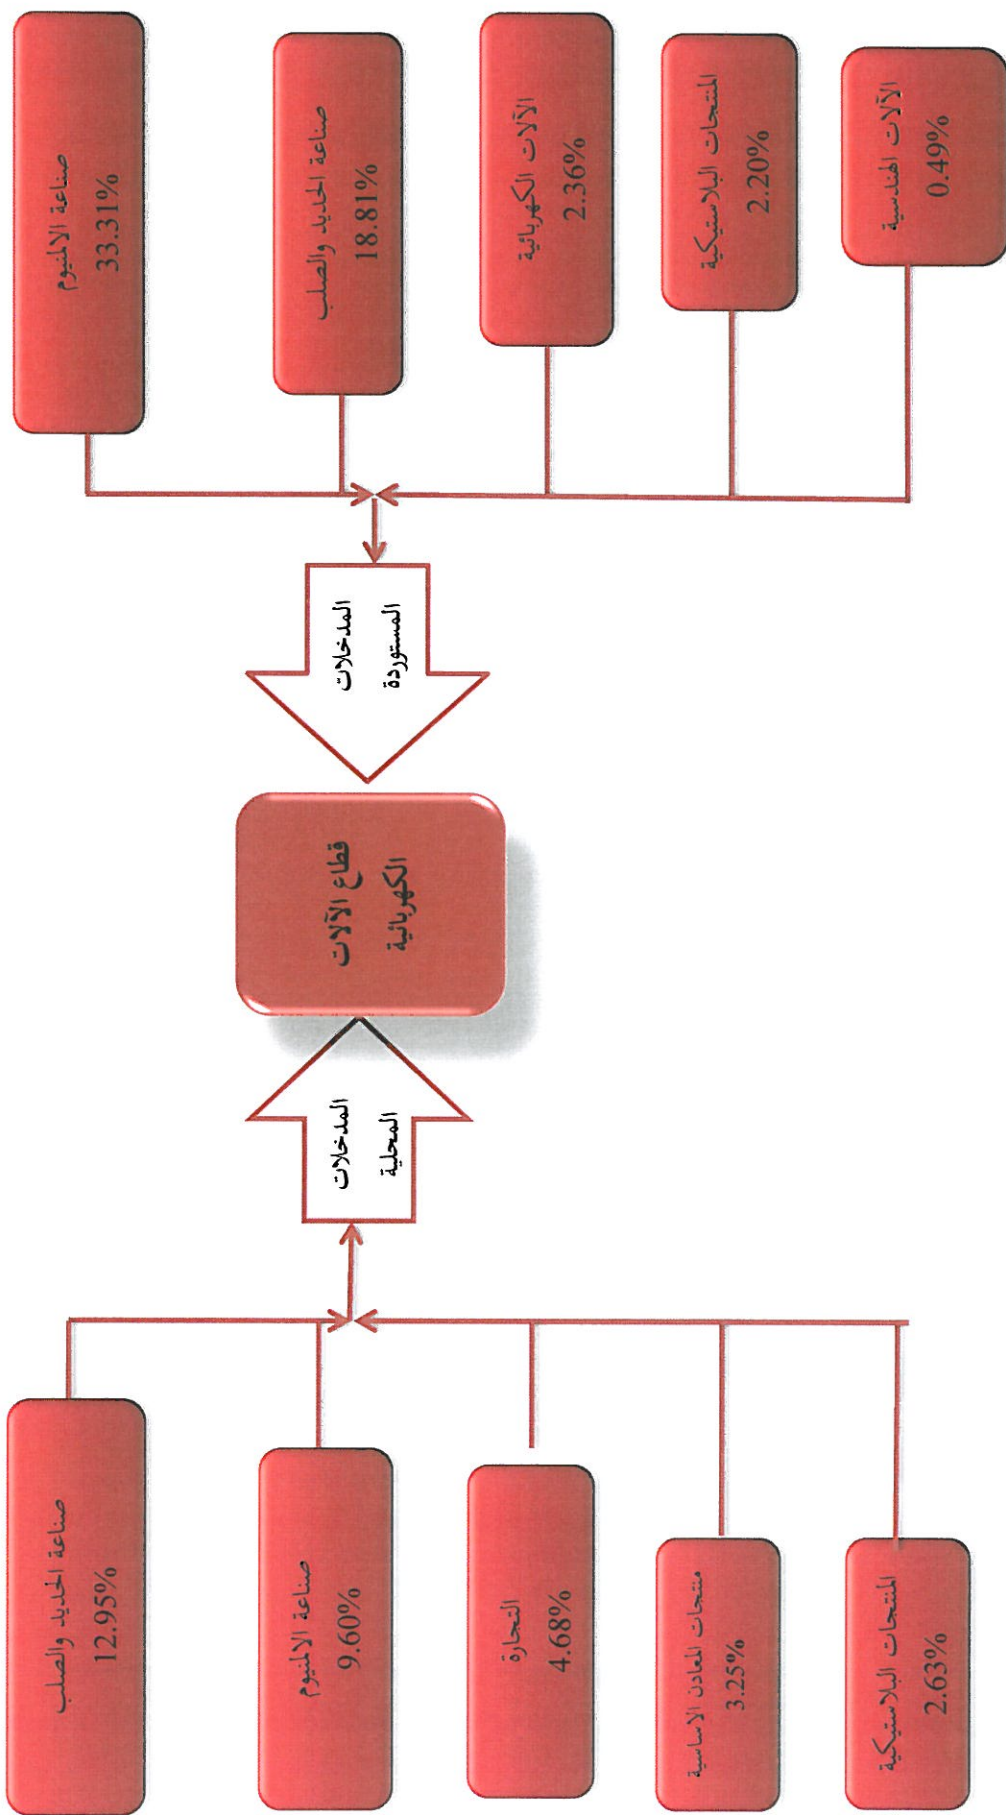 صناعة الحديد والصلب
12.95%
صناعة الالمنيوم
9.60%
التجارة
4.68%
منتجات المعادن الاساسية
3.25%
المنتجات البلاستيكية
2.63%
المدخلات
المحلية
قطاع الآلات
الكهربائية
المدخلات
المستوردة
صناعة الالمنيوم
33.31%
صناعة الحديد والصلب
18.81%
الآلات الكهربائية
2.36%
المنتجات البلاستيكية
2.20%
الآلات الهندسية
0.49%